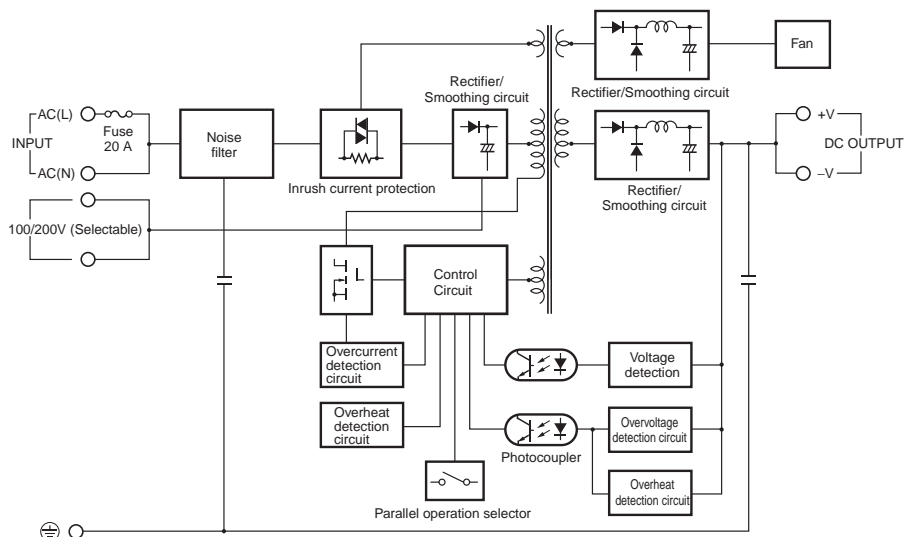 Fan
Rectifier/Smoothing circuit
Rectifier/
Smoothing circuit
AC(L)
Fuse
20 A
INPUT
AC(N)
Noise
filter
Inrush current protection
+V
DC OUTPUT
–V
Rectifier/
Smoothing circuit
100/200V (Selectable)
Control
Circuit
Overcurrent
detection
circuit
Voltage
detection
Overheat
detection
circuit
Overvoltage
detection circuit
Photocoupler
Overheat
detection circuit
Parallel operation selector